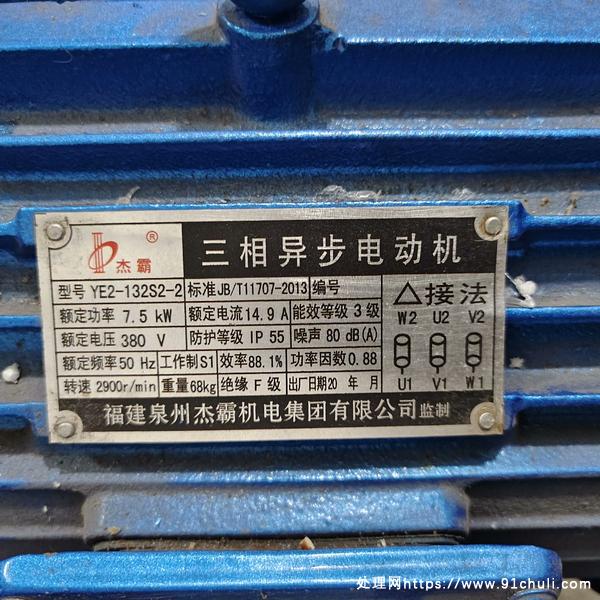 杰霸 ® 三相异步电动机
型号 YE2-132S2-2 标准JB/T11707-2013 编号
额定功率 7.5 kW 额定电流 14.9 A 能效等级 3 级
额定电压 380 V 防护等级 IP 55 噪声 80 dB(A)
额定频率50 Hz 工作制S1 效率88.1% 功率因数0.88
转速 2900r/min 重量68kg 绝缘 F 级 出厂日期20 年 月
△接法
W2 U2 V2
U1 V1 W1
福建泉州杰霸机电集团有限公司监制
处理网https://www.91chuli.com/